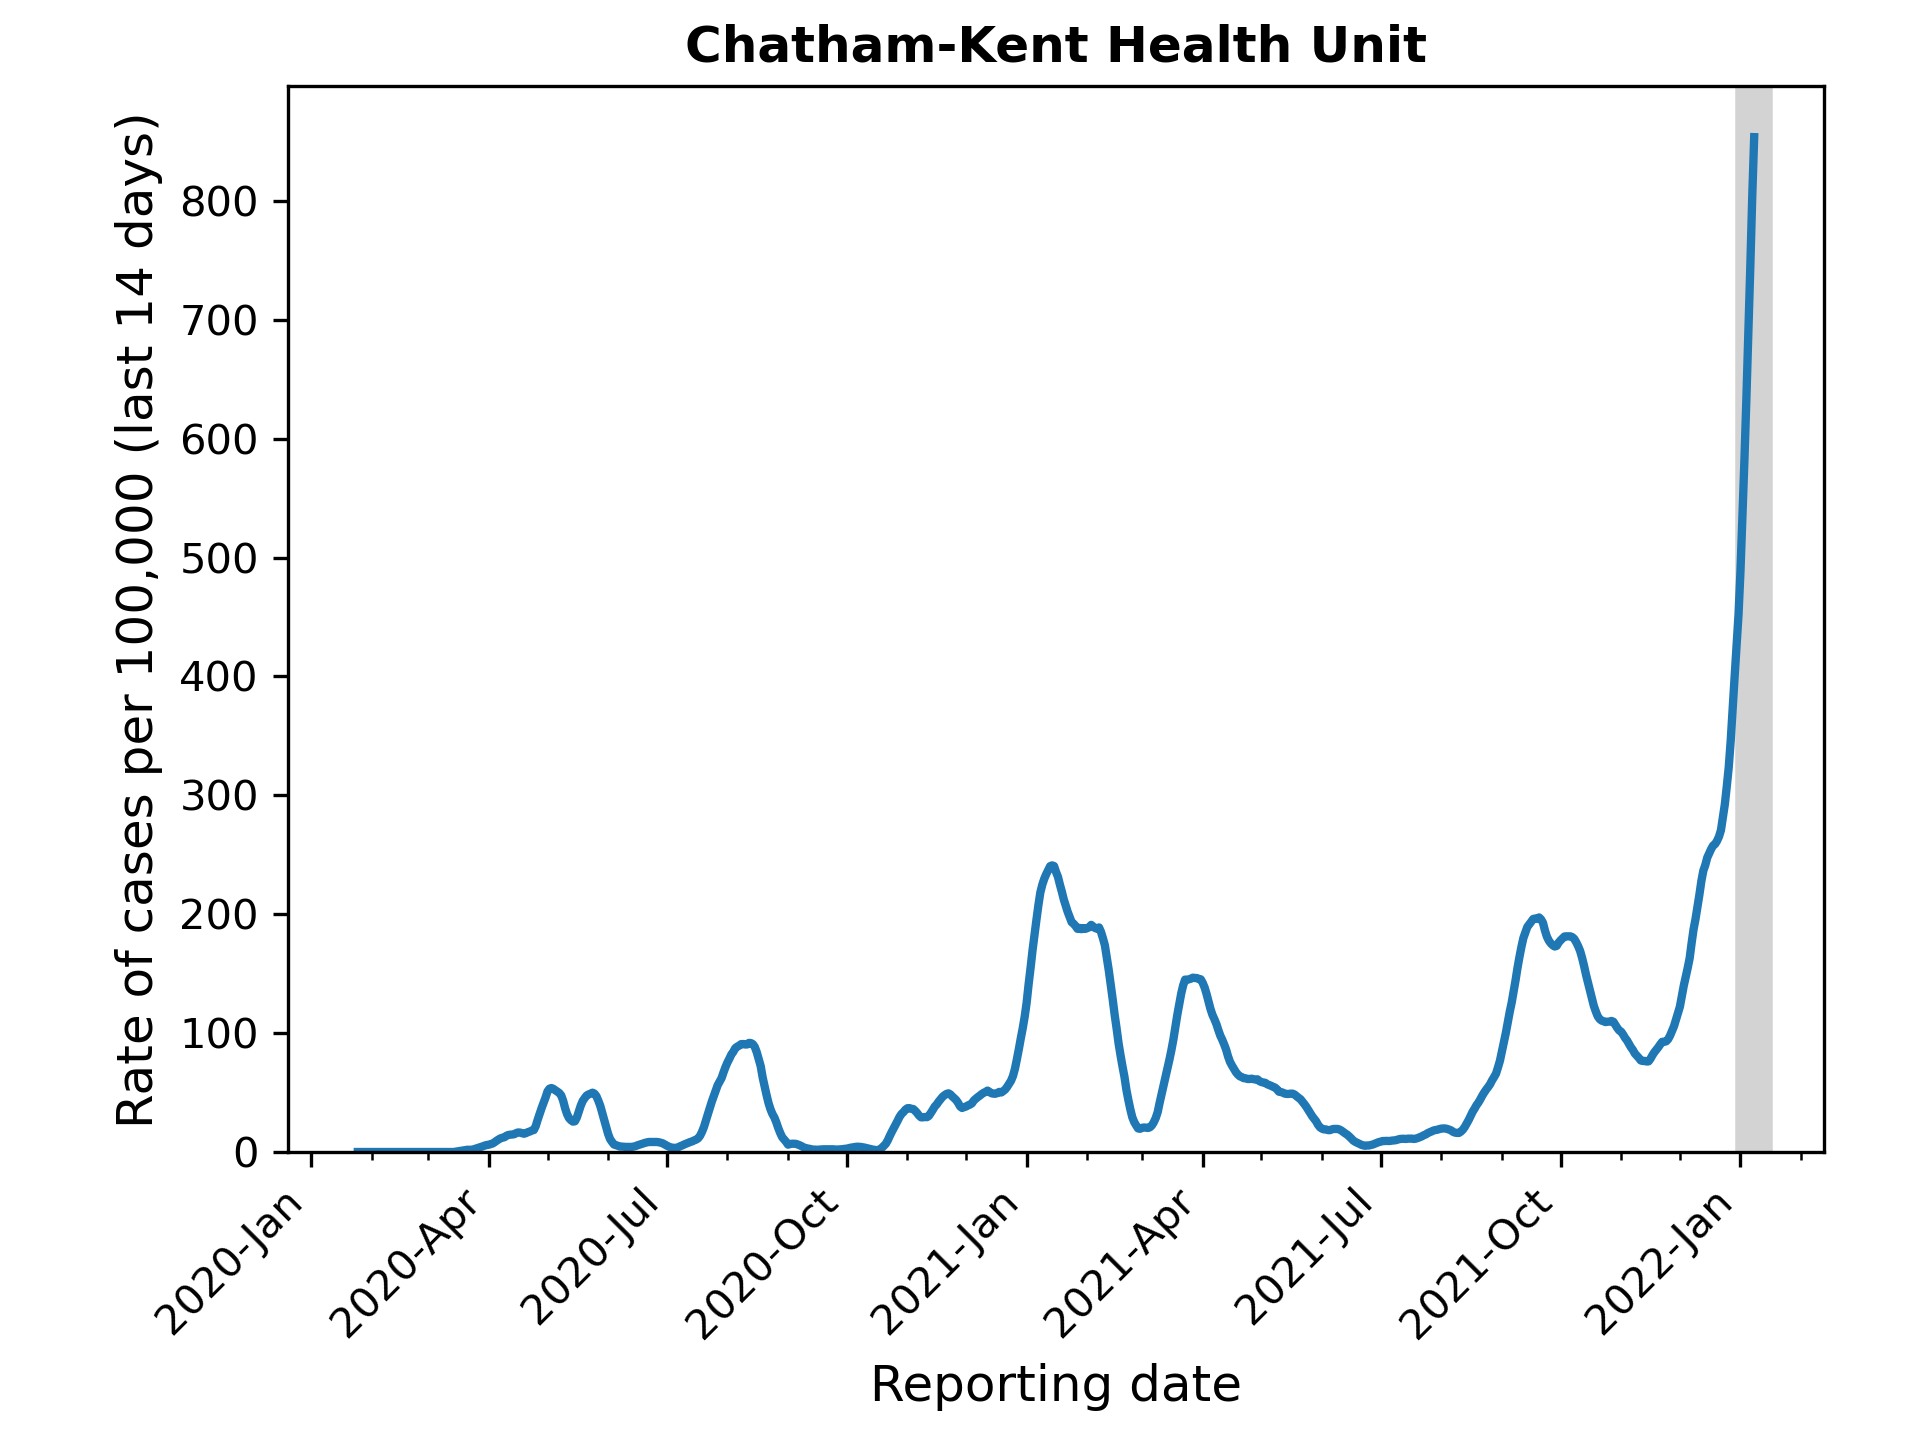 Chatham-Kent Health Unit
Rate of cases per 100,000 (last 14 days)
800
700
600
500
400
300
200
100
0
2020-Jan
2020-Apr
2020-Jul
2020-Oct
2021-Jan
2021-Apr
2021-Jul
2021-Oct
2022-Jan
Reporting date